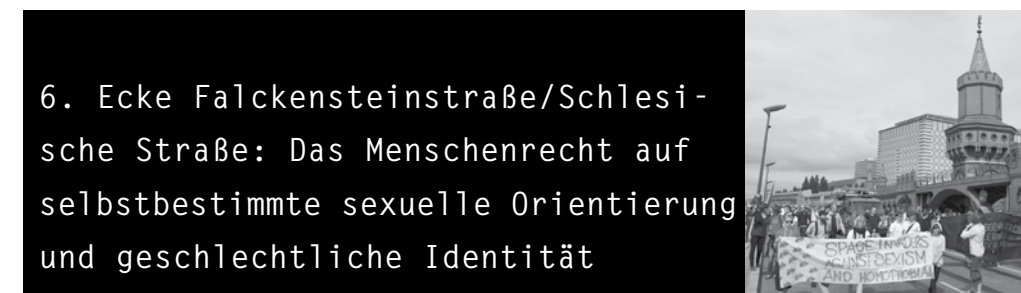 6. Ecke Falckensteinstraße/Schlesi-
sche Straße: Das Menschenrecht auf
selbstbestimmte sexuelle Orientierung
und geschlechtliche Identität
SPACE INVADERS
AGAINST SEXISM
AND HOMOPHOBIA